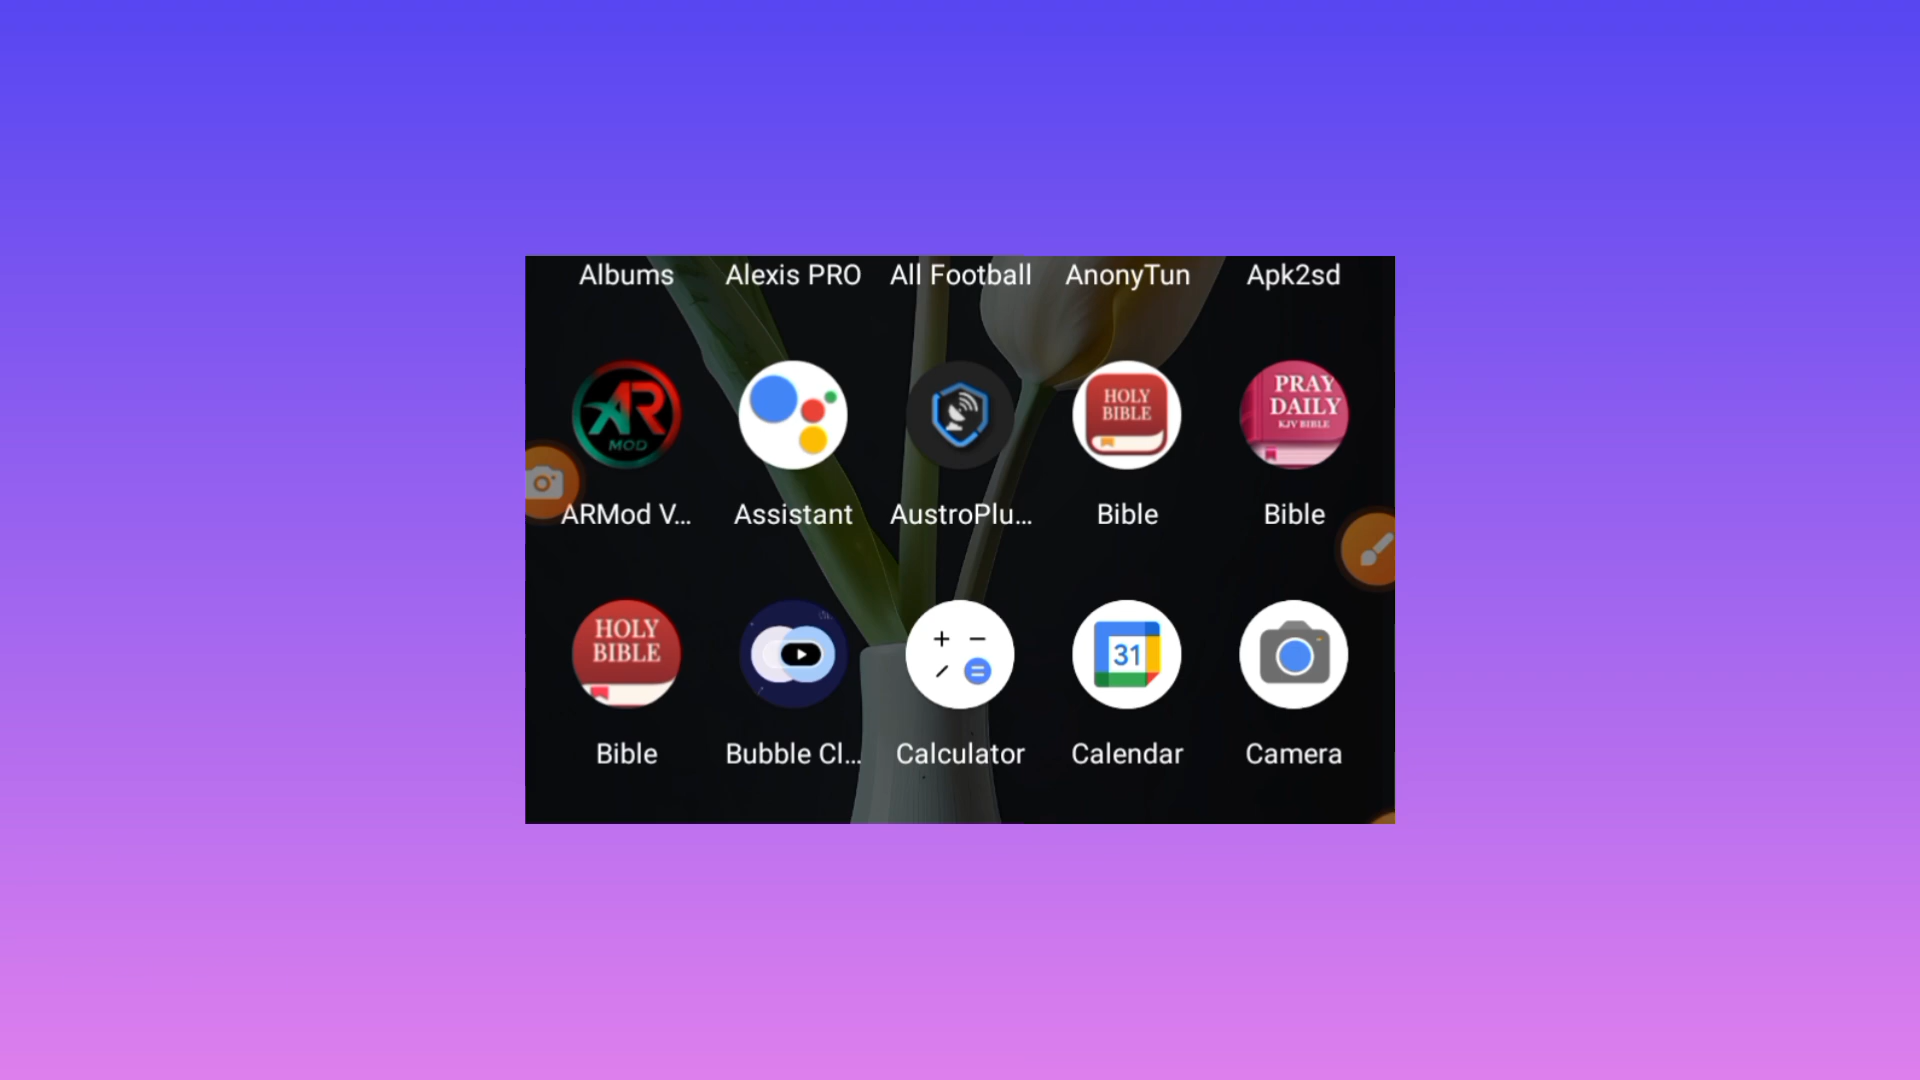 Albums Alexis PRO All Football AnonyTun Apk2sd
AR
MOD
HOLY
BIBLE
PRAY
DAILY
KJV BIBLE
ARMod V... Assistant AustroPlu... Bible Bible
HOLY
BIBLE
31
Bible Bubble Cl... Calculator Calendar Camera